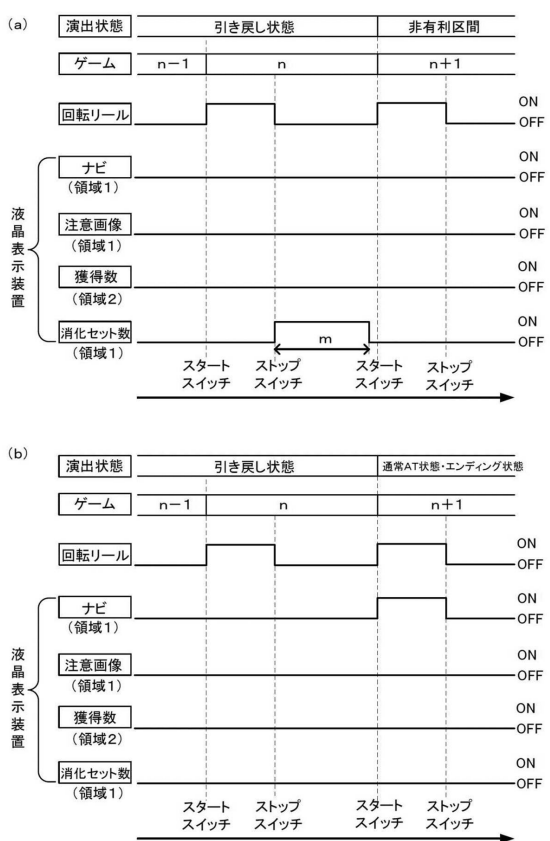 (a)
演出状態 引き戻し状態 非有利区間
ゲーム n－1 n n＋1
回転リール
ON
OFF
液晶表示装置
ナビ
(領域1)
ON
OFF
注意画像
(領域1)
ON
OFF
獲得数
(領域2)
ON
OFF
消化セット数
(領域1)
m
ON
OFF
スタート ストップ スタート ストップ
スイッチ スイッチ スイッチ スイッチ
(b)
演出状態 引き戻し状態 通常AT状態・エンディング状態
ゲーム n－1 n n＋1
回転リール
ON
OFF
液晶表示装置
ナビ
(領域1)
ON
OFF
注意画像
(領域1)
ON
OFF
獲得数
(領域2)
ON
OFF
消化セット数
(領域1)
ON
OFF
スタート ストップ スタート ストップ
スイッチ スイッチ スイッチ スイッチ